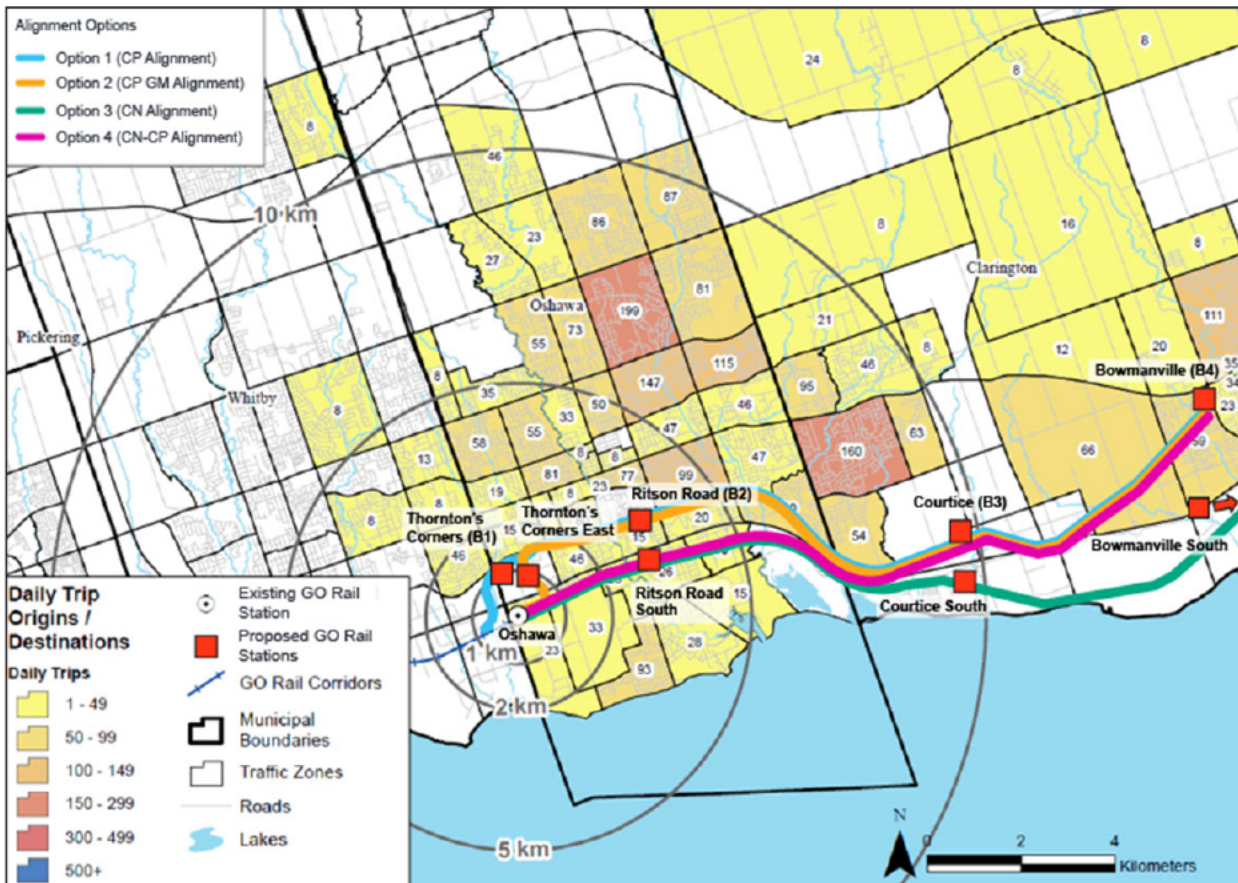 Alignment Options
Option 1 (CP Alignment)
Option 2 (CP GM Alignment)
Option 3 (CN Alignment)
Option 4 (CN-CP Alignment)
24
8
8
8
46
10 km
87
86
23
8
16
27
8
81
Clarington
Oshawa
199
73
111
Pickering
55
21
20
12
115
8
46
35
8
147
95
Bowmanville (B4)
34
35
Whitby
8
50
46
23
33
58
55
47
63
160
59
13
8
8
47
66
81
77
99
19
8
23
Ritson Road (B2)
Courtice (B3)
8
8
Thornton's
Corners East
Thornton's
Corners (B1)
15
20
15
54
46
46
Bowmanville South
26
Ritson Road
South
15
Courtice South
Oshawa
33
1 km
23
28
93
2 km
5 km
Daily Trip
Origins /
Destinations
Daily Trips
1 - 49
50 - 99
100 - 149
150 - 299
300 - 499
500+
Existing GO Rail
Station
Proposed GO Rail
Stations
GO Rail Corridors
Municipal
Boundaries
Traffic Zones
Roads
Lakes
N
0 2 4
Kilometers